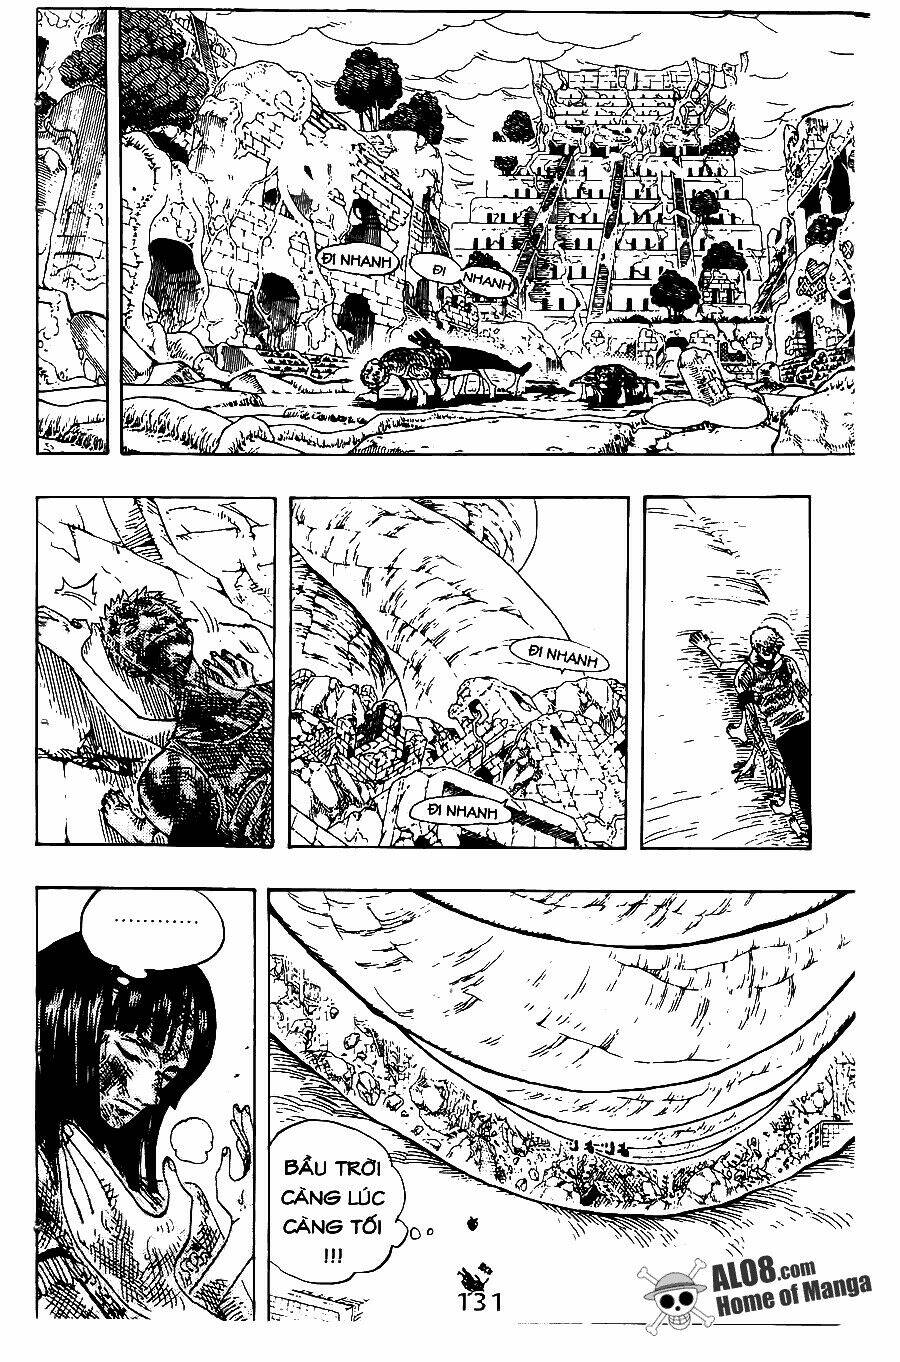 ĐI NHANH
ĐI
NHANH
ĐI NHANH
ĐI NHANH
............
BẦU TRỜI
CÀNG LÚC
CÀNG TỐI
!!!
131
AL08.com
Home of Manga